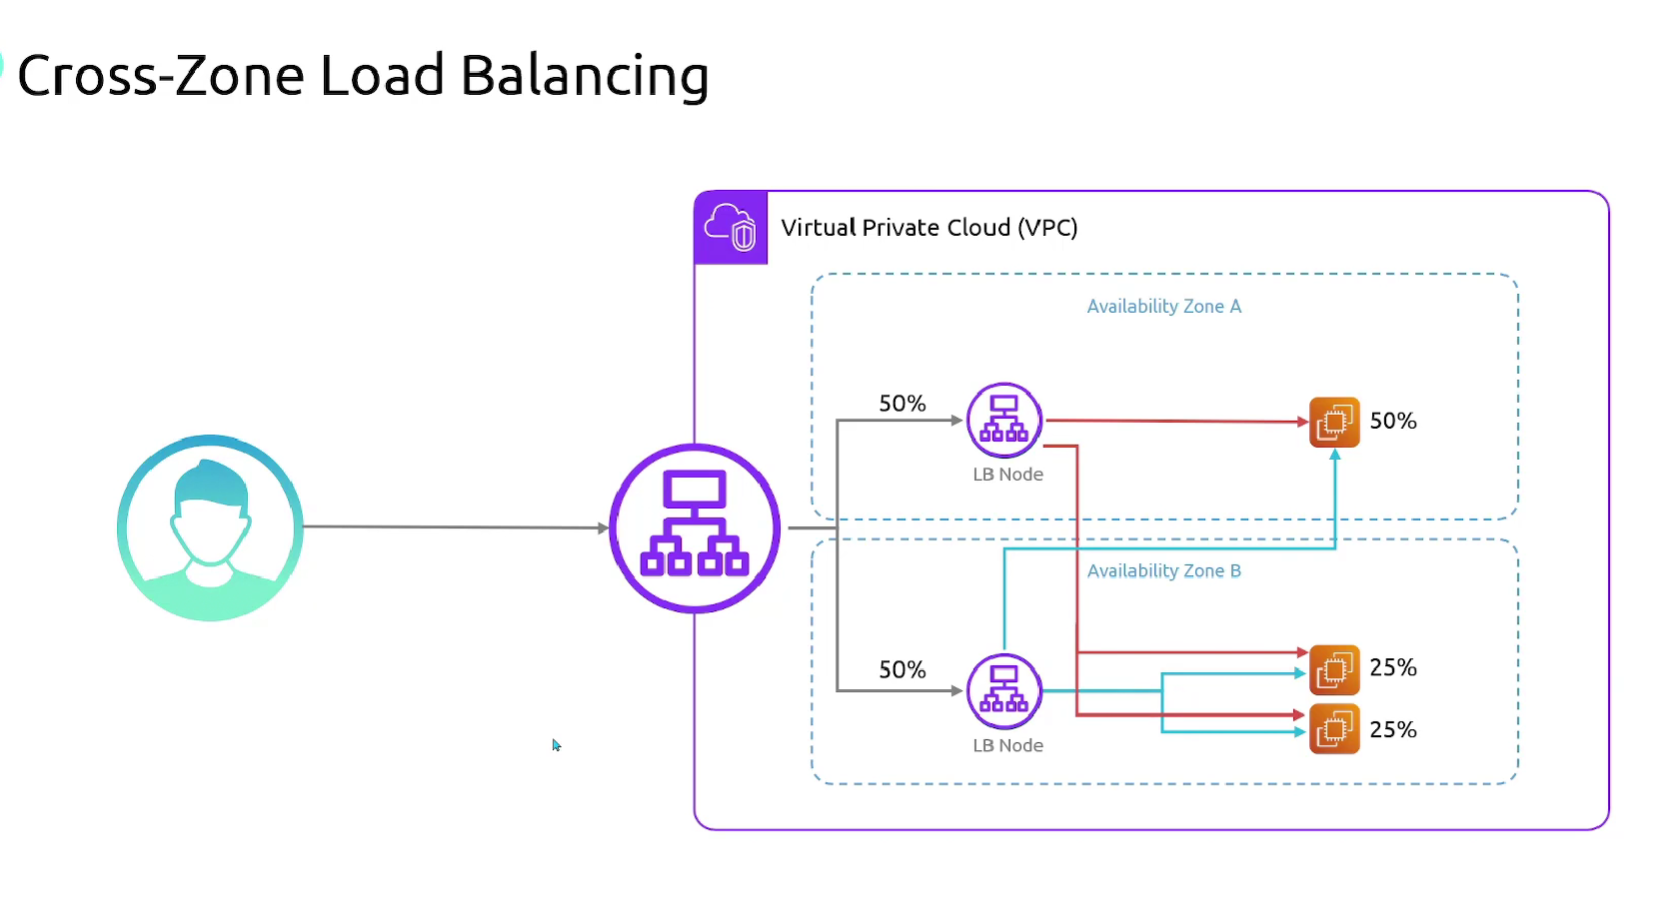 Cross-Zone Load Balancing
Virtual Private Cloud (VPC)
Availability Zone A
50%
50%
LB Node
Availability Zone B
50%
25%
25%
LB Node